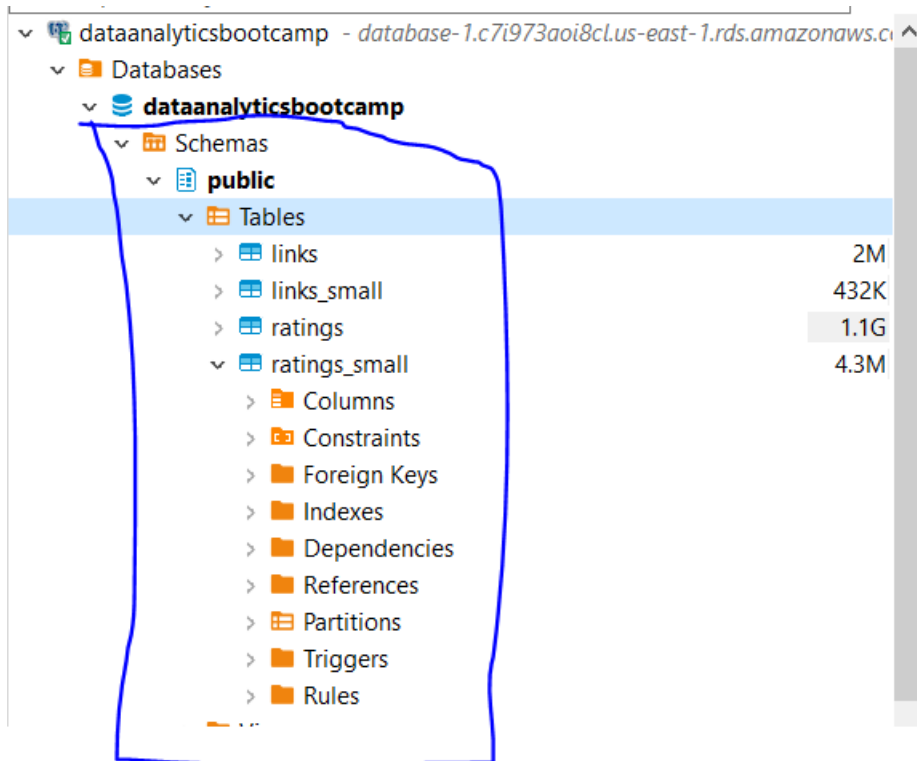 dataanalyticsbootcamp - database-1.c7i973aoi8cl.us-east-1.rds.amazonaws.c
Databases
dataanalyticsbootcamp
Schemas
public
Tables
links 2M
links_small 432K
ratings 1.1G
ratings_small 4.3M
Columns
Constraints
Foreign Keys
Indexes
Dependencies
References
Partitions
Triggers
Rules